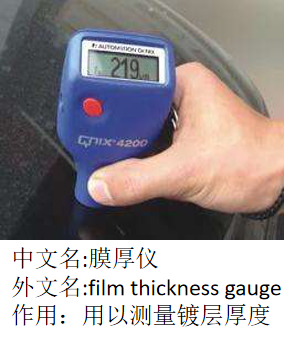 AUTOMATION Dr. NIX
219 μm
QNIX® 4200
中文名:膜厚仪
外文名:film thickness gauge
作用：用以测量镀层厚度